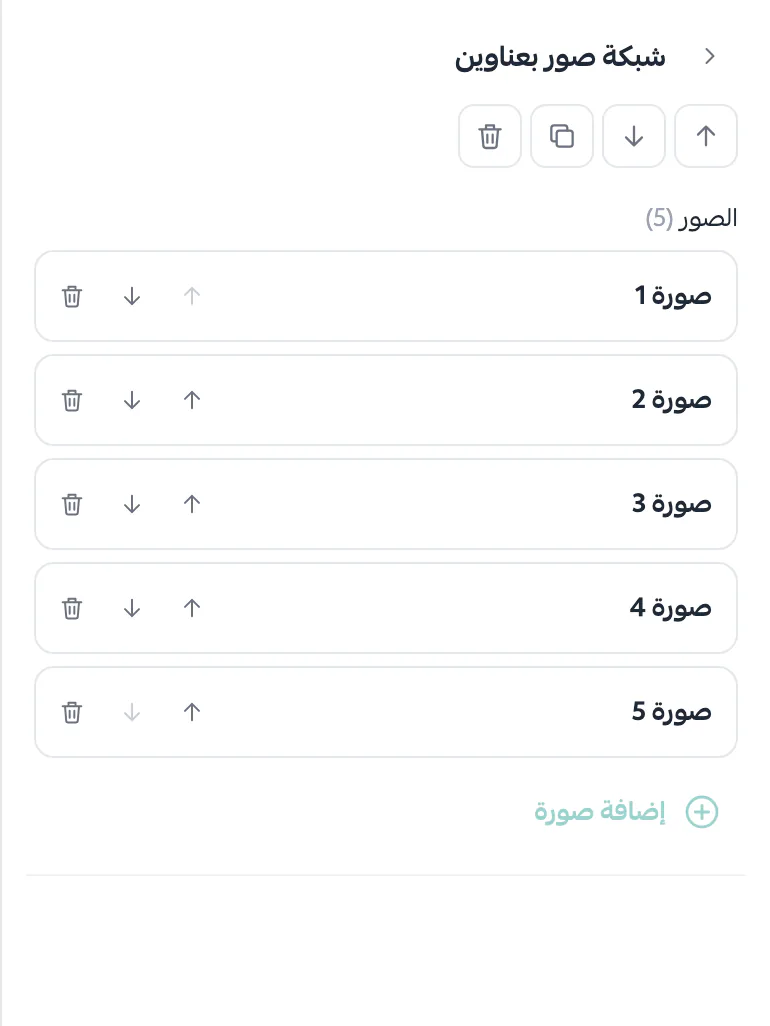 شبكة صور بعناوين
الصور (5)
صورة 1
صورة 2
صورة 3
صورة 4
صورة 5
إضافة صورة